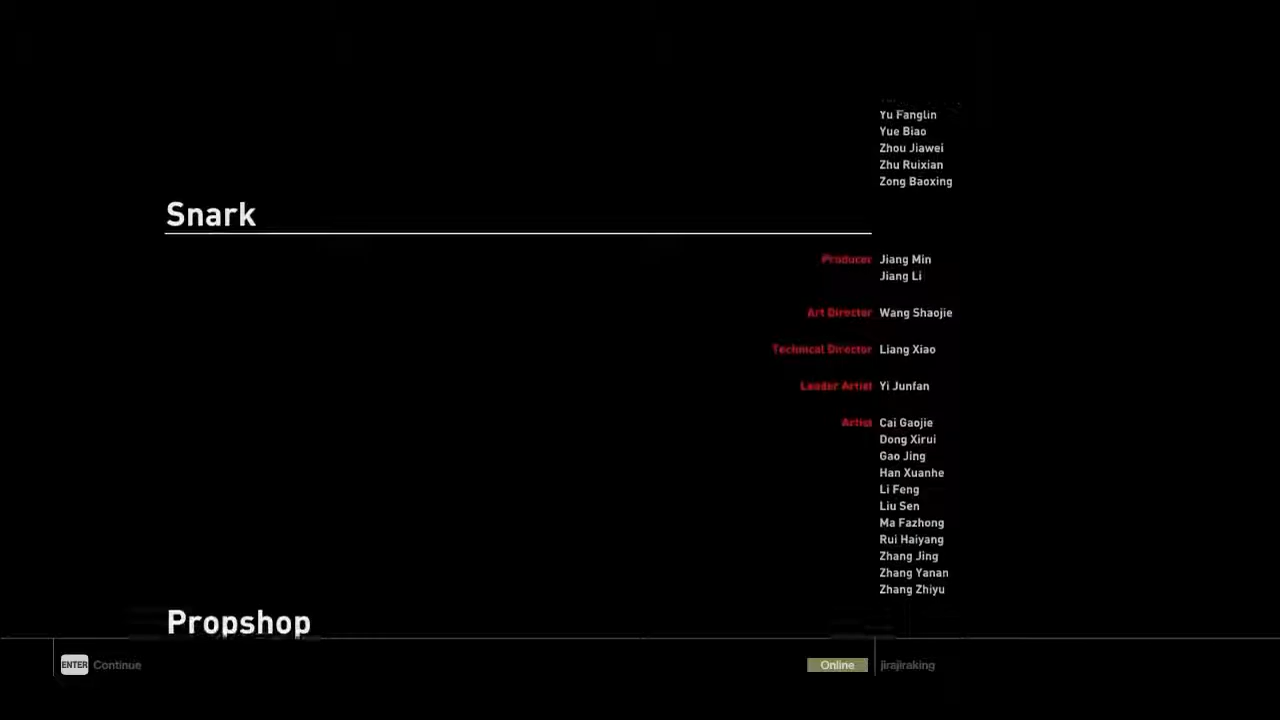 Yu Fanglin
Yue Biao
Zhou Jiawei
Zhu Ruixian
Zong Baoxing
Snark
Producer Jiang Min
Jiang Li
Art Director Wang Shaojie
Technical Director Liang Xiao
Leader Artist Yi Junfan
Artist Cai Gaojie
Dong Xirui
Gao Jing
Han Xuanhe
Li Feng
Liu Sen
Ma Fazhong
Rui Haiyang
Zhang Jing
Zhang Yanan
Zhang Zhiyu
Propshop
ENTER Continue Online jirajiraking